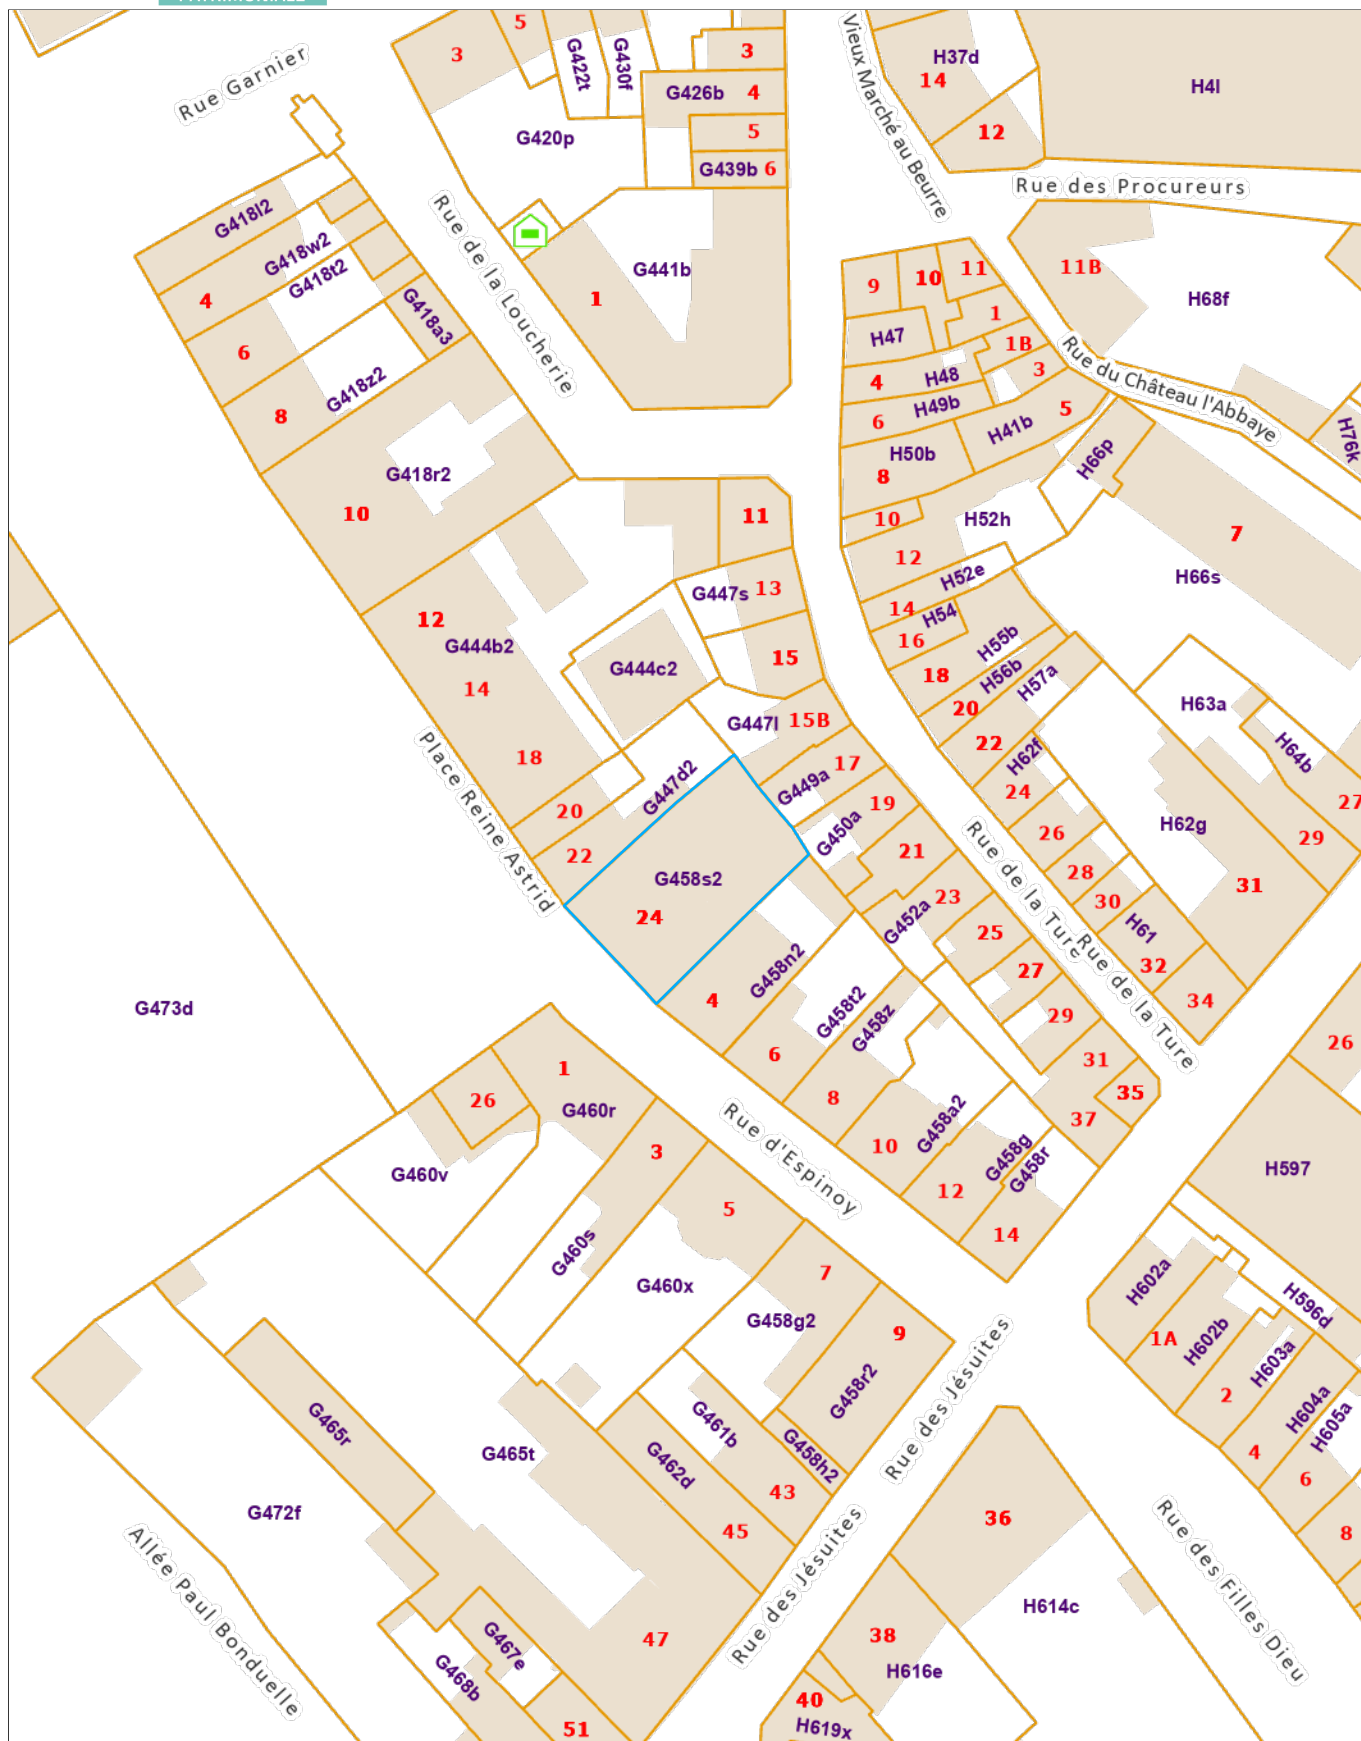 Rue Garnier
3
5
G422t
G430f
3
G426b
4
5
G439b
6
G420p
Vieux Marché au Beurre
H37d
14
12
H4l
Rue des Procureurs
G418l2
G418w2
G418t2
4
6
8
G418z2
G418a3
Rue de la Loucherie
1
G441b
G418r2
10
9
10
11
11B
H68f
H47
1
1B
4
H48
3
6
H49b
5
H41b
H50b
8
Rue du Château l'Abbaye
H76k
H66p
10
H52h
7
12
H66s
H52e
14
H54
16
H55b
18
H56b
20
H57a
22
H62f
H63a
H64b
11
G447s
13
15
12
G444b2
14
18
G444c2
G447l
15B
17
G449a
G447d2
20
22
G450a
19
21
Place Reine Astrid
G458s2
24
23
G452a
25
27
29
31
35
37
24
26
28
30
H61
32
34
H62g
31
29
27
Rue de la Ture
Rue de la Ture
G473d
4
G458n2
6
G458t2
G458z
8
10
G458a2
12
G458g
G458r
14
26
H597
1
26
G460r
3
G460v
5
G460s
G460x
7
G458g2
9
G458r2
Rue d'Espinoy
H602a
1A
H602b
H596d
H603a
2
H604a
H605a
4
6
8
Rue des Jésuites
G465r
G465t
G461b
G462d
G458h2
43
45
G472f
Allée Paul Bonduelle
Rue des Jésuites
36
H614c
Rue des Filles Dieu
G467e
47
G468b
51
38
H616e
40
H619x